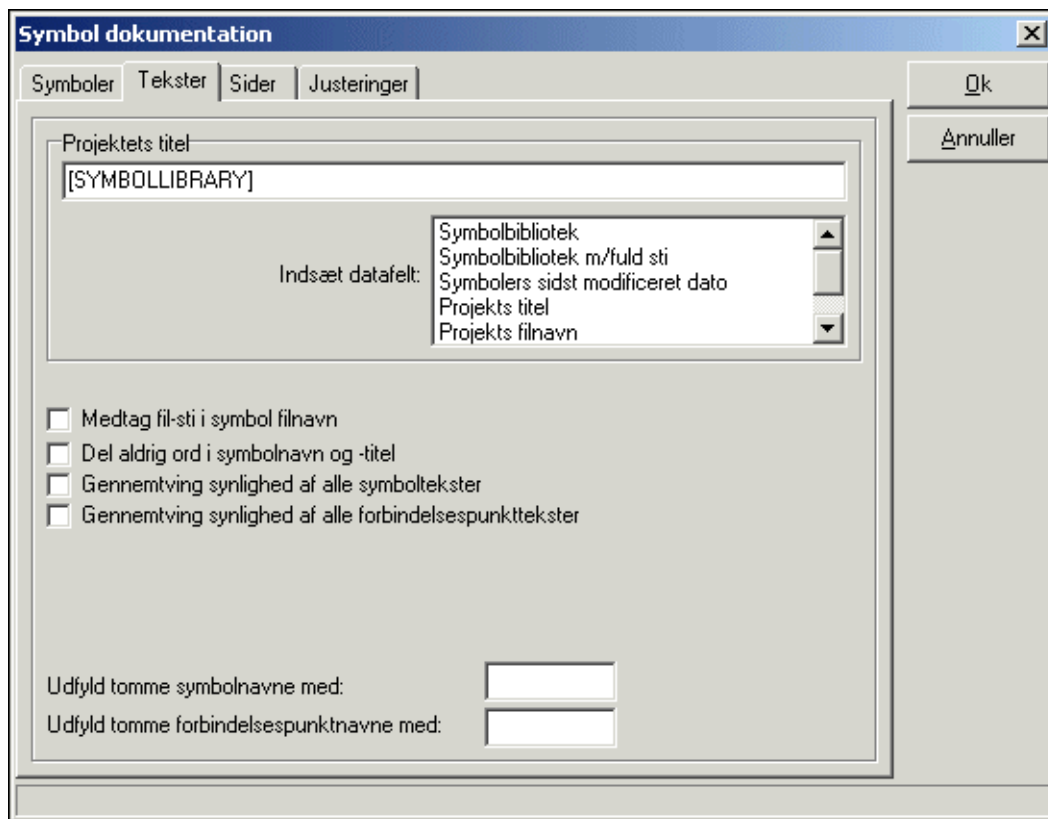 Symbol dokumentation
Symboler Tekster Sider Justeringer
Ok
Annuller
Projektets titel
[SYMBOLLIBRARY]
Indsæt datafelt:
Symbolbibliotek
Symbolbibliotek m/fuld sti
Symbolers sidst modificeret dato
Projekts titel
Projekts filnavn
Medtag fil-sti i symbol filnavn
Del aldrig ord i symbolnavn og -titel
Gennemtving synlighed af alle symboltekster
Gennemtving synlighed af alle forbindelsespunkttekster
Udfyld tomme symbolnavne med:
Udfyld tomme forbindelsespunktnavne med: